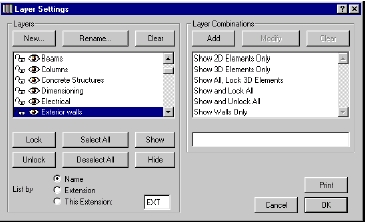 Layer Settings
Layers
Layer Combinations
New...
Rename...
Clear
Add
Modify
Clear
Beams
Columns
Concrete Structures
Dimensioning
Electrical
Exterior walls
Show 2D Elements Only
Show 3D Elements Only
Show All, Lock 3D Elements
Show and Lock All
Show and Unlock All
Show Walls Only
Lock
Select All
Show
Unlock
Deselect All
Hide
List by
Name
Extension
This Extension:
EXT
Print
Cancel
OK